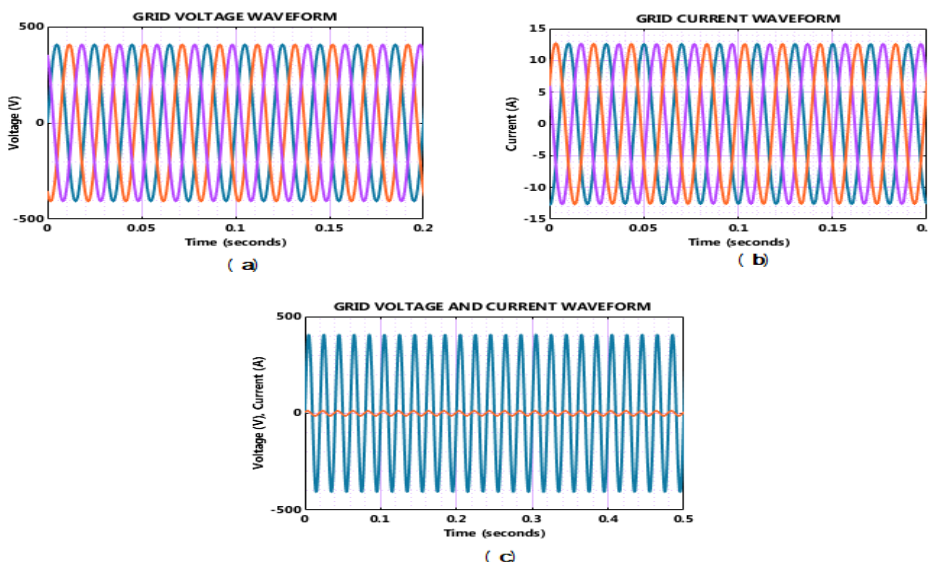 GRID VOLTAGE WAVEFORM
500
0
-500
Voltage (V)
0 0.05 0.1 0.15 0.2
Time (seconds)
( a)
GRID CURRENT WAVEFORM
15
10
5
0
-5
-10
-15
Current (A)
0 0.05 0.1 0.15 0.
Time (seconds)
( b)
GRID VOLTAGE AND CURRENT WAVEFORM
500
0
-500
Voltage (V), Current (A)
0 0.1 0.2 0.3 0.4 0.5
Time (seconds)
( c)